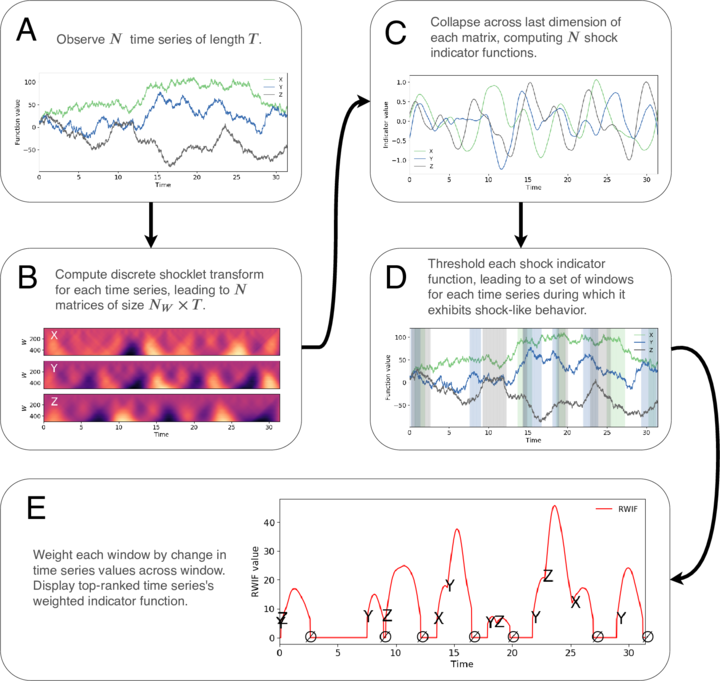 A
Observe N time series of length T.
X
Y
Z
100
50
0
−50
Function value
0
5
10
15
20
25
30
Time
B
Compute discrete shocklet transform
for each time series, leading to N
matrices of size N_W × T.
X
W
200
400
Y
W
200
400
Z
W
200
400
0
5
10
15
20
25
30
Time
C
Collapse across last dimension of
each matrix, computing N shock
indicator functions.
1.0
0.5
0.0
−0.5
−1.0
Indicator value
X
Y
Z
0
5
10
15
20
25
30
Time
D
Threshold each shock indicator
function, leading to a set of windows
for each time series during which it
exhibits shock-like behavior.
X
Y
Z
100
50
0
−50
Function value
0
5
10
15
20
25
30
Time
E
Weight each window by change in
time series values across window.
Display top-ranked time series's
weighted indicator function.
RWIF
40
30
20
10
0
RWIF value
Y Z ∅ Y ∅ Z ∅ X Y ∅ Y Z ∅ Y Z X ∅ Y ∅
0
5
10
15
20
25
30
Time